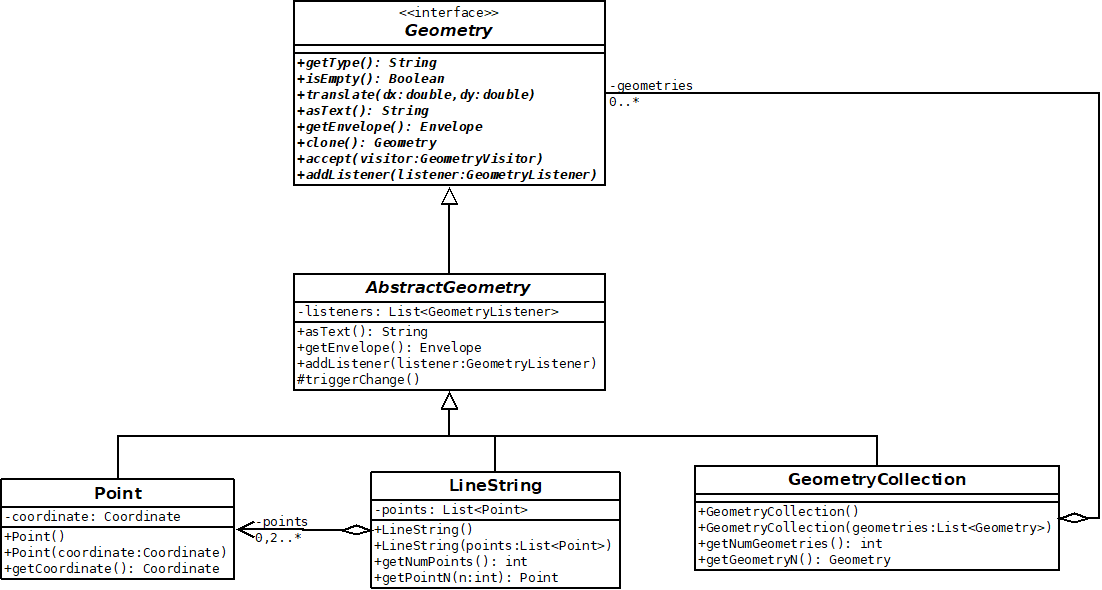 <<interface>>
Geometry
+getType(): String
+isEmpty(): Boolean
+translate(dx:double,dy:double)
+asText(): String
+getEnvelope(): Envelope
+clone(): Geometry
+accept(visitor:GeometryVisitor)
+addListener(listener:GeometryListener)
-geometries
0..*
AbstractGeometry
-listeners: List<GeometryListener>
+asText(): String
+getEnvelope(): Envelope
+addListener(listener:GeometryListener)
#triggerChange()
Point
-coordinate: Coordinate
+Point()
+Point(coordinate:Coordinate)
+getCoordinate(): Coordinate
-points
0,2..*
LineString
-points: List<Point>
+LineString()
+LineString(points:List<Point>)
+getNumPoints(): int
+getPointN(n:int): Point
GeometryCollection
+GeometryCollection()
+GeometryCollection(geometries:List<Geometry>)
+getNumGeometries(): int
+getGeometryN(): Geometry